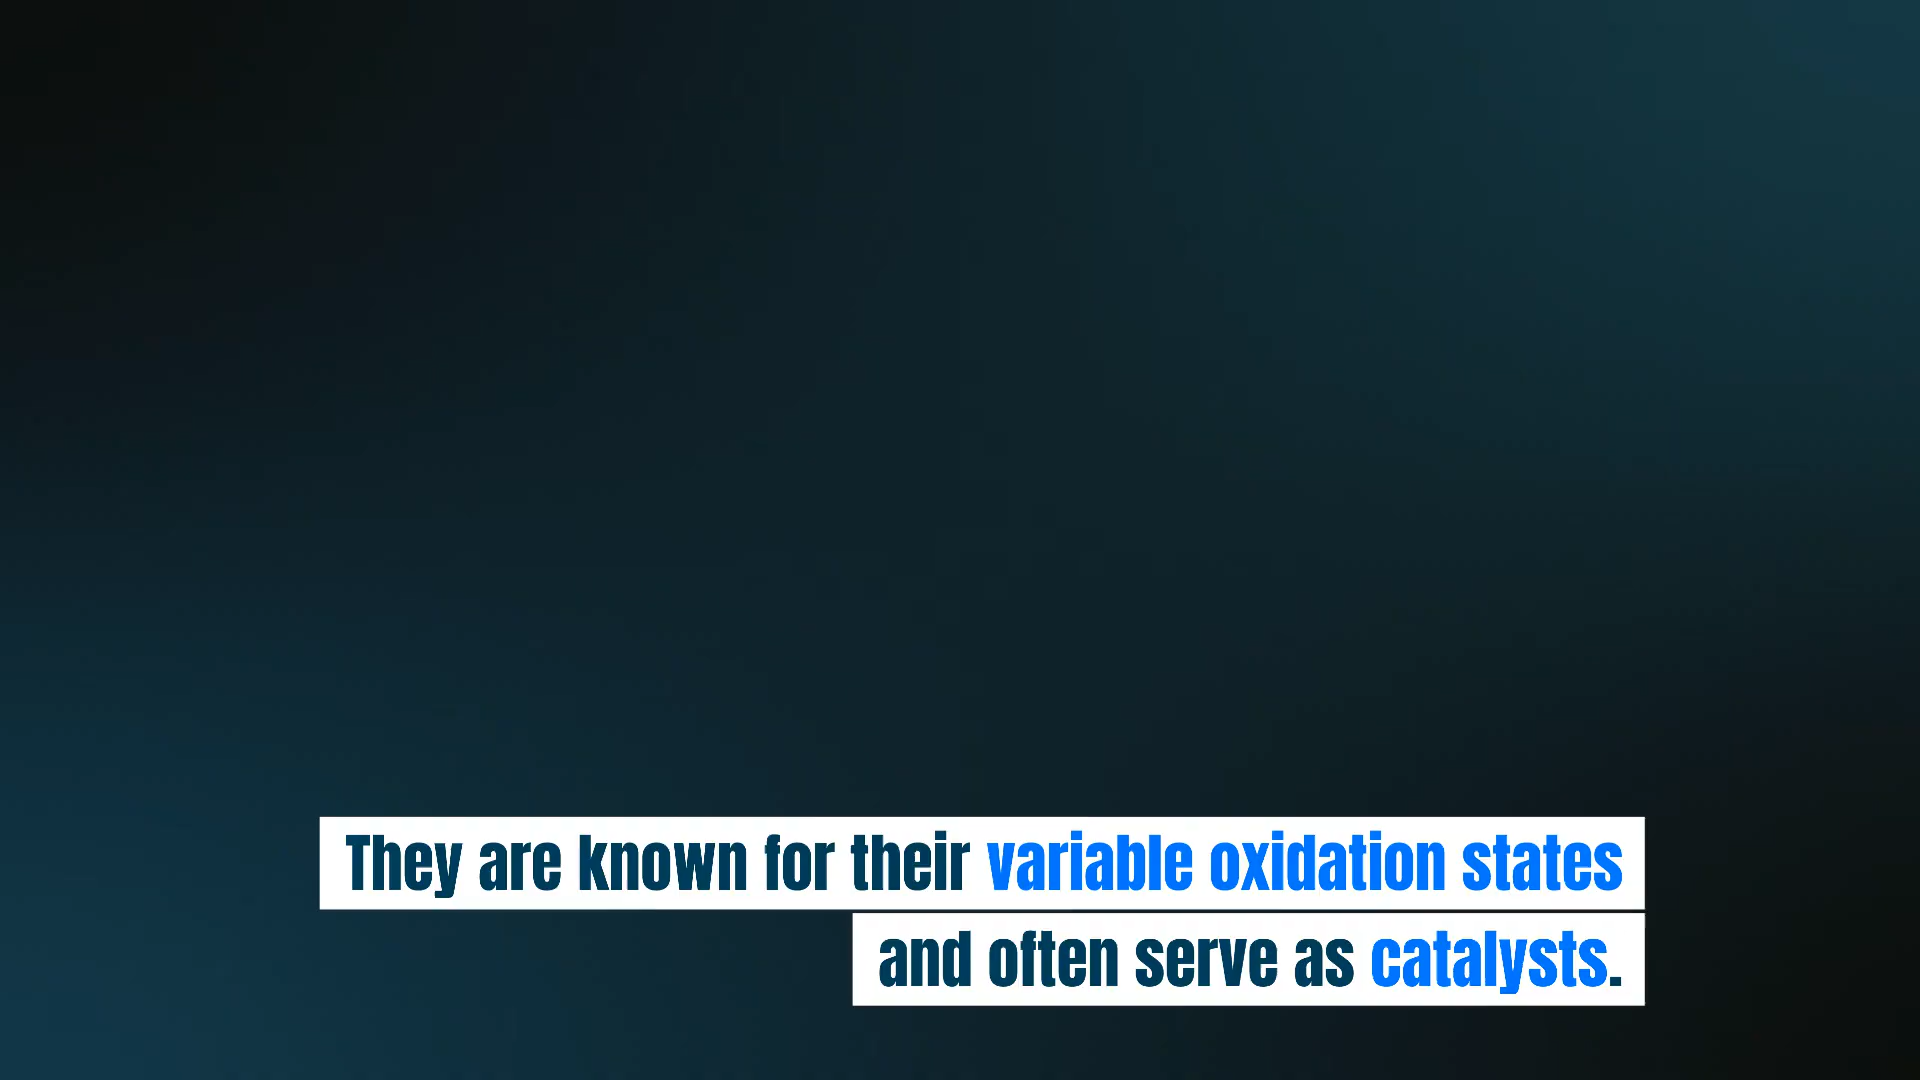 They are known for their variable oxidation states
and often serve as catalysts.